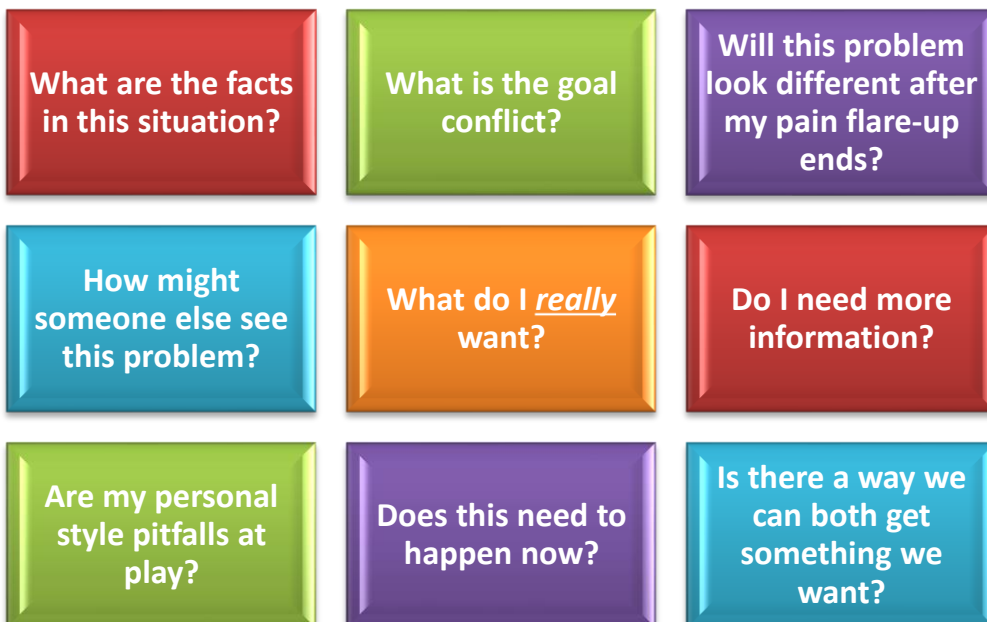 What are the facts
in this situation?
What is the goal
conflict?
Will this problem
look different after
my pain flare-up
ends?
How might
someone else see
this problem?
What do I really
want?
Do I need more
information?
Are my personal
style pitfalls at
play?
Does this need to
happen now?
Is there a way we
can both get
something we
want?